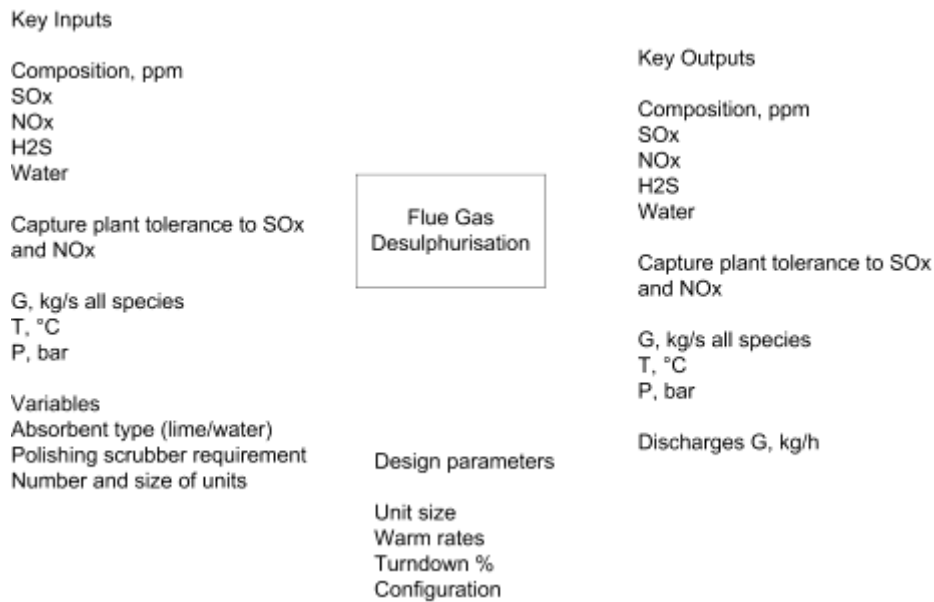 Key Inputs
Composition, ppm
SOx
NOx
H2S
Water
Capture plant tolerance to SOx
and NOx
G, kg/s all species
T, °C
P, bar
Variables
Absorbent type (lime/water)
Polishing scrubber requirement
Number and size of units
Flue Gas
Desulphurisation
Design parameters
Unit size
Warm rates
Turndown %
Configuration
Key Outputs
Composition, ppm
SOx
NOx
H2S
Water
Capture plant tolerance to SOx
and NOx
G, kg/s all species
T, °C
P, bar
Discharges G, kg/h